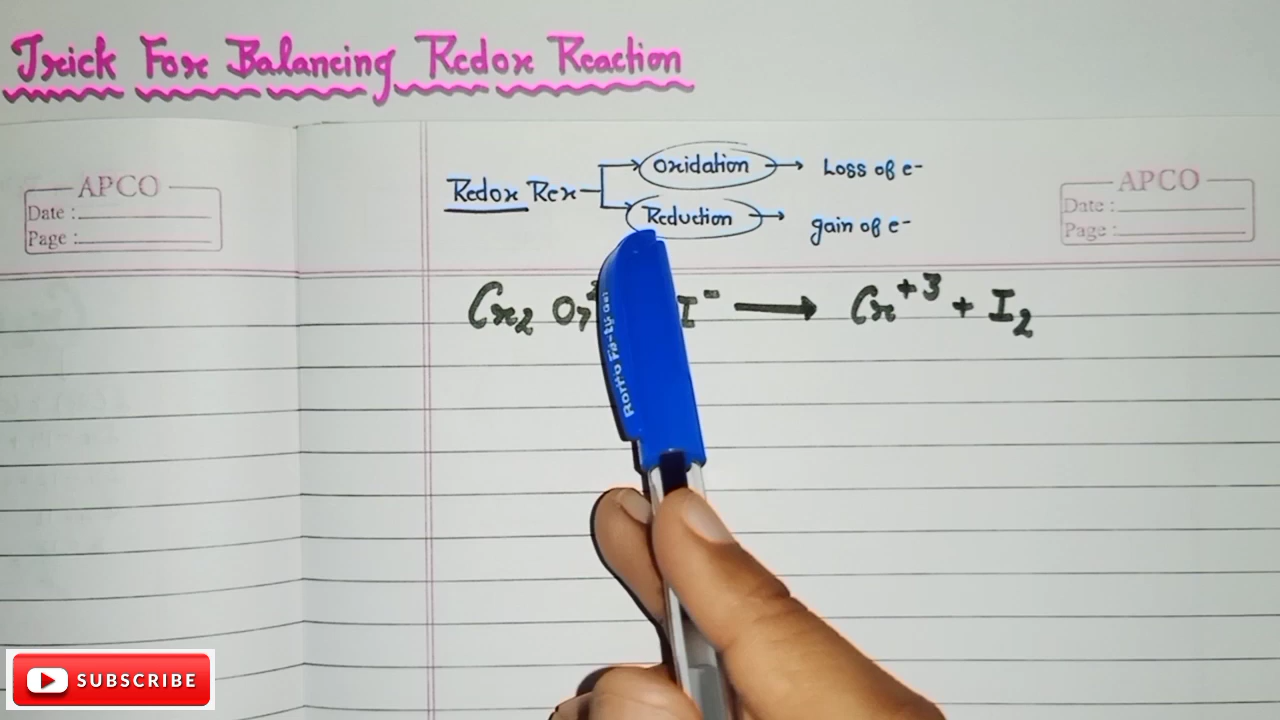 Trick For Balancing Redox Reaction
APCO
Date :
Page :
Redox Rex
Oxidation → Loss of e-
Reduction → gain of e-
APCO
Date :
Page :
Cr₂ O₇ I⁻ ⟶ Cr⁺³ + I₂
Rorito
SUBSCRIBE